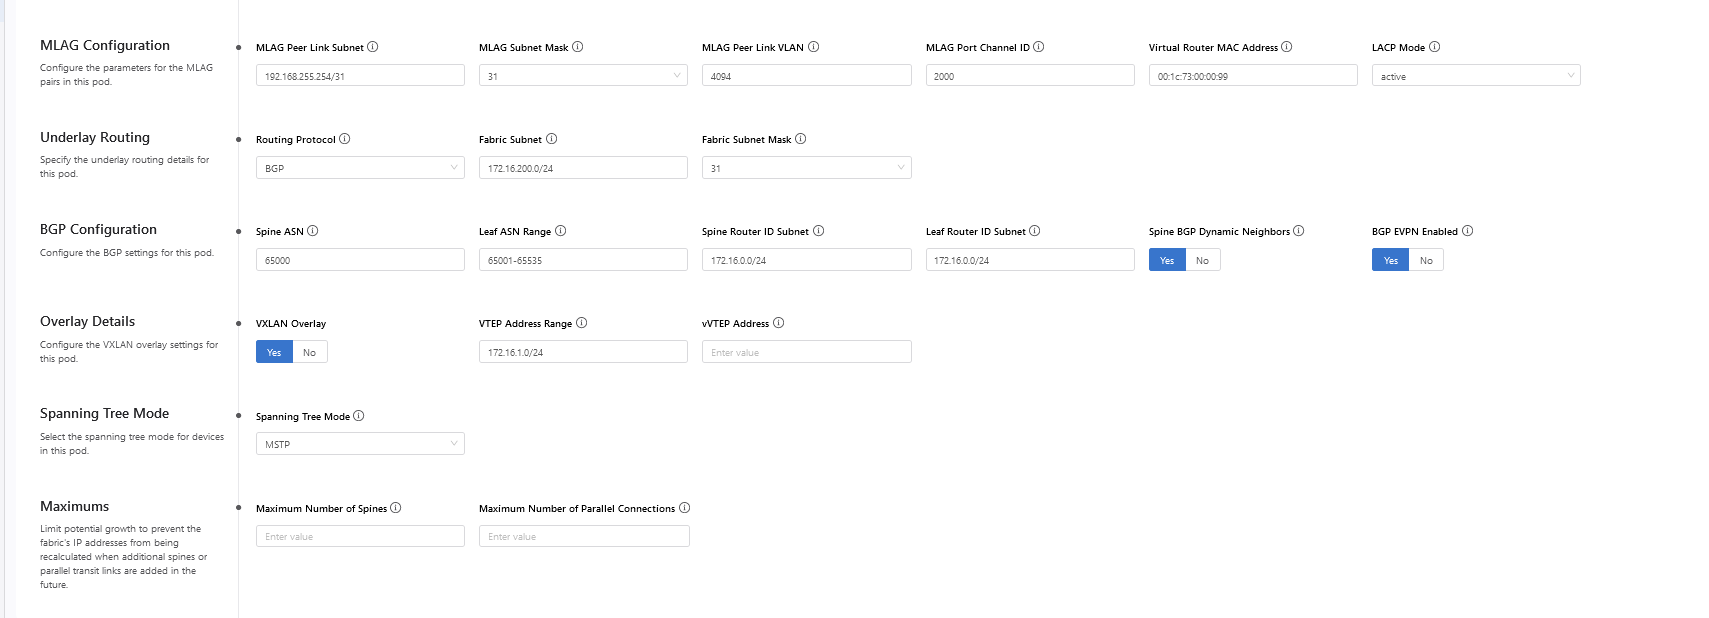 MLAG Configuration
Configure the parameters for the MLAG
pairs in this pod.
MLAG Peer Link Subnet
192.168.255.254/31
MLAG Subnet Mask
31
MLAG Peer Link VLAN
4094
MLAG Port Channel ID
2000
Virtual Router MAC Address
00:1c:73:00:00:99
LACP Mode
active
Underlay Routing
Specify the underlay routing details for
this pod.
Routing Protocol
BGP
Fabric Subnet
172.16.200.0/24
Fabric Subnet Mask
31
BGP Configuration
Configure the BGP settings for this pod.
Spine ASN
65000
Leaf ASN Range
65001-65535
Spine Router ID Subnet
172.16.0.0/24
Leaf Router ID Subnet
172.16.0.0/24
Spine BGP Dynamic Neighbors
Yes No
BGP EVPN Enabled
Yes No
Overlay Details
Configure the VXLAN overlay settings for
this pod.
VXLAN Overlay
Yes No
VTEP Address Range
172.16.1.0/24
vVTEP Address
Enter value
Spanning Tree Mode
Select the spanning tree mode for devices
in this pod.
Spanning Tree Mode
MSTP
Maximums
Limit potential growth to prevent the
fabric's IP addresses from being
recalculated when additional spines or
parallel transit links are added in the
future.
Maximum Number of Spines
Enter value
Maximum Number of Parallel Connections
Enter value